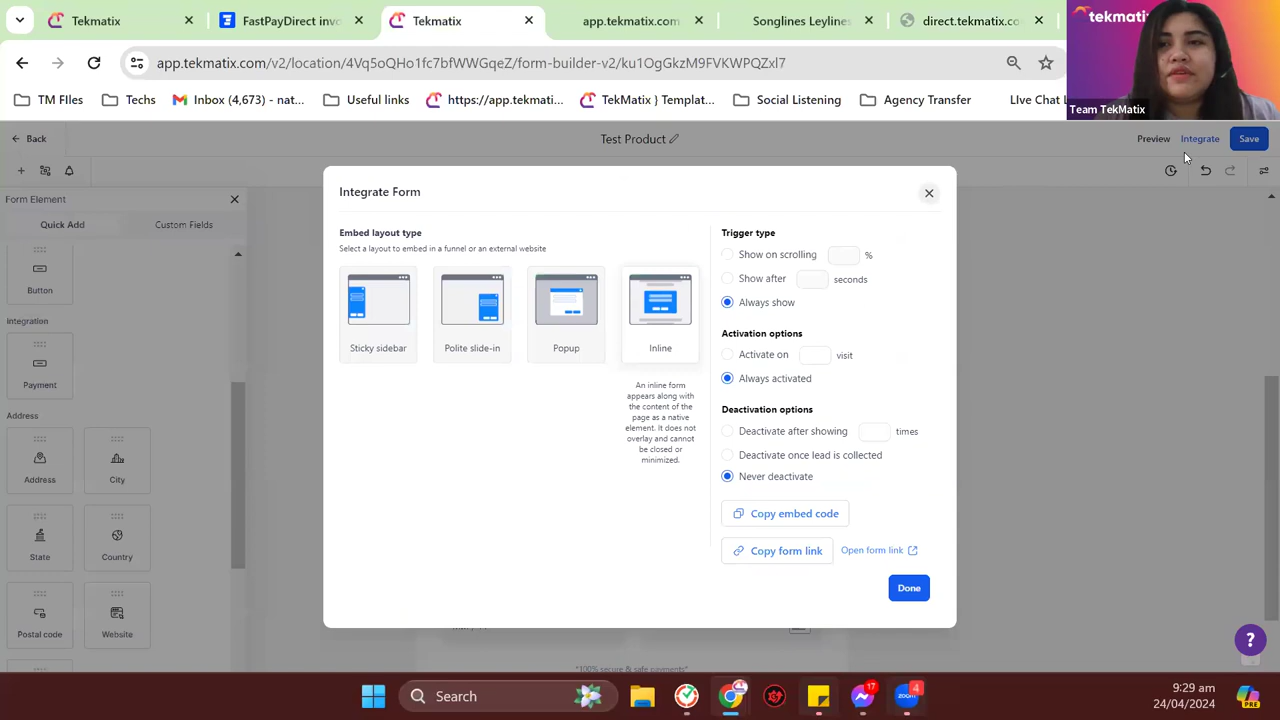 Tekmatix
FastPayDirect invo
Tekmatix
app.tekmatix.com/
Songlines Leylines
direct.tekmatix.co
app.tekmatix.com/v2/location/4Vq5oQHo1fc7bfWWGqeZ/form-builder-v2/ku1OgGkzM9FVKWPQZxl7
TM FIles
Techs
Inbox (4,673) - nat...
Useful links
https://app.tekmati...
TekMatix } Templat...
Social Listening
Agency Transfer
LIve Chat
tekmatix
Team TekMatix
Back
Test Product
Preview
Integrate
Save
Form Element
Quick Add
Custom Fields
Button
Integration
Payment
Address
Address
City
State
Country
Postal code
Website
Integrate Form
Embed layout type
Select a layout to embed in a funnel or an external website
Sticky sidebar
Polite slide-in
Popup
Inline
An inline form
appears along with
the content of the
page as a native
element. It does not
overlay and cannot
be closed or
minimized.
Trigger type
Show on scrolling
%
Show after
seconds
Always show
Activation options
Activate on
visit
Always activated
Deactivation options
Deactivate after showing
times
Deactivate once lead is collected
Never deactivate
Copy embed code
Copy form link
Open form link
Done
*100% secure & safe payments*
?
Search
17
zoom
4
9:29 am
24/04/2024
PRE